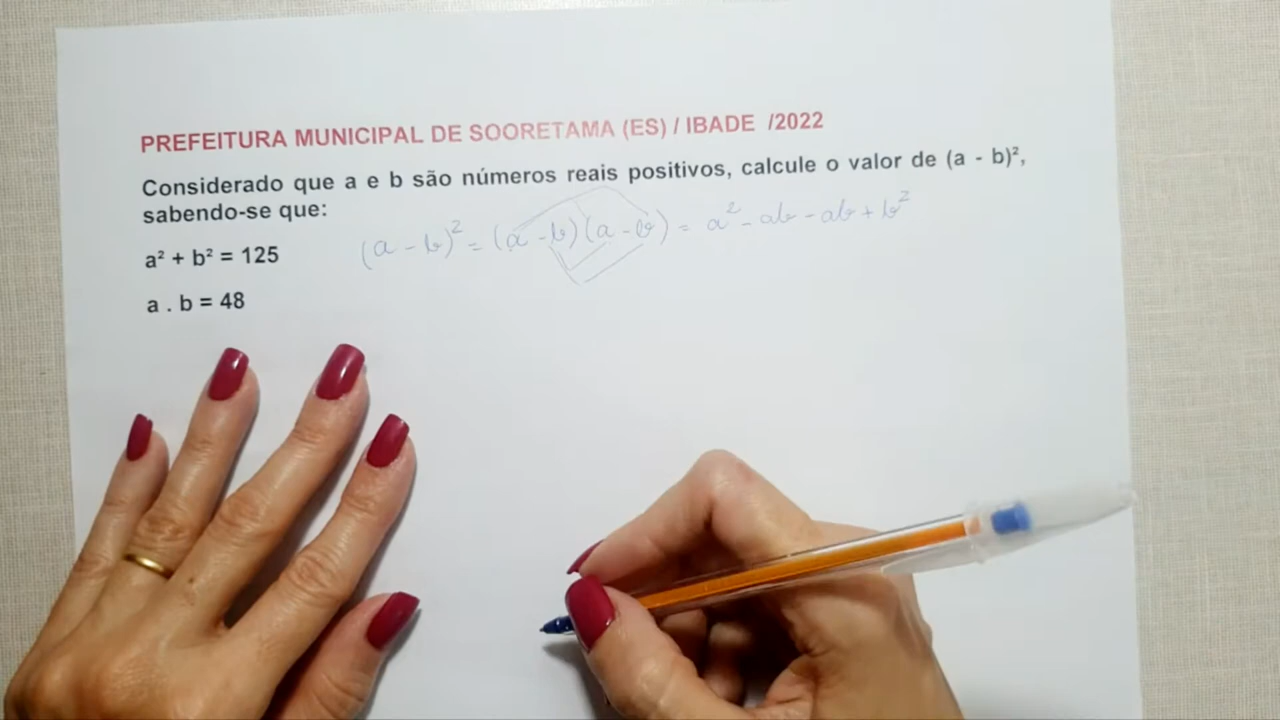 PREFEITURA MUNICIPAL DE SOORETAMA (ES) / IBADE /2022
Considerado que a e b são números reais positivos, calcule o valor de (a - b)²,
sabendo-se que:
(a - b)² = (a - b)(a - b) = a² - ab - ab + b²
a² + b² = 125
a . b = 48